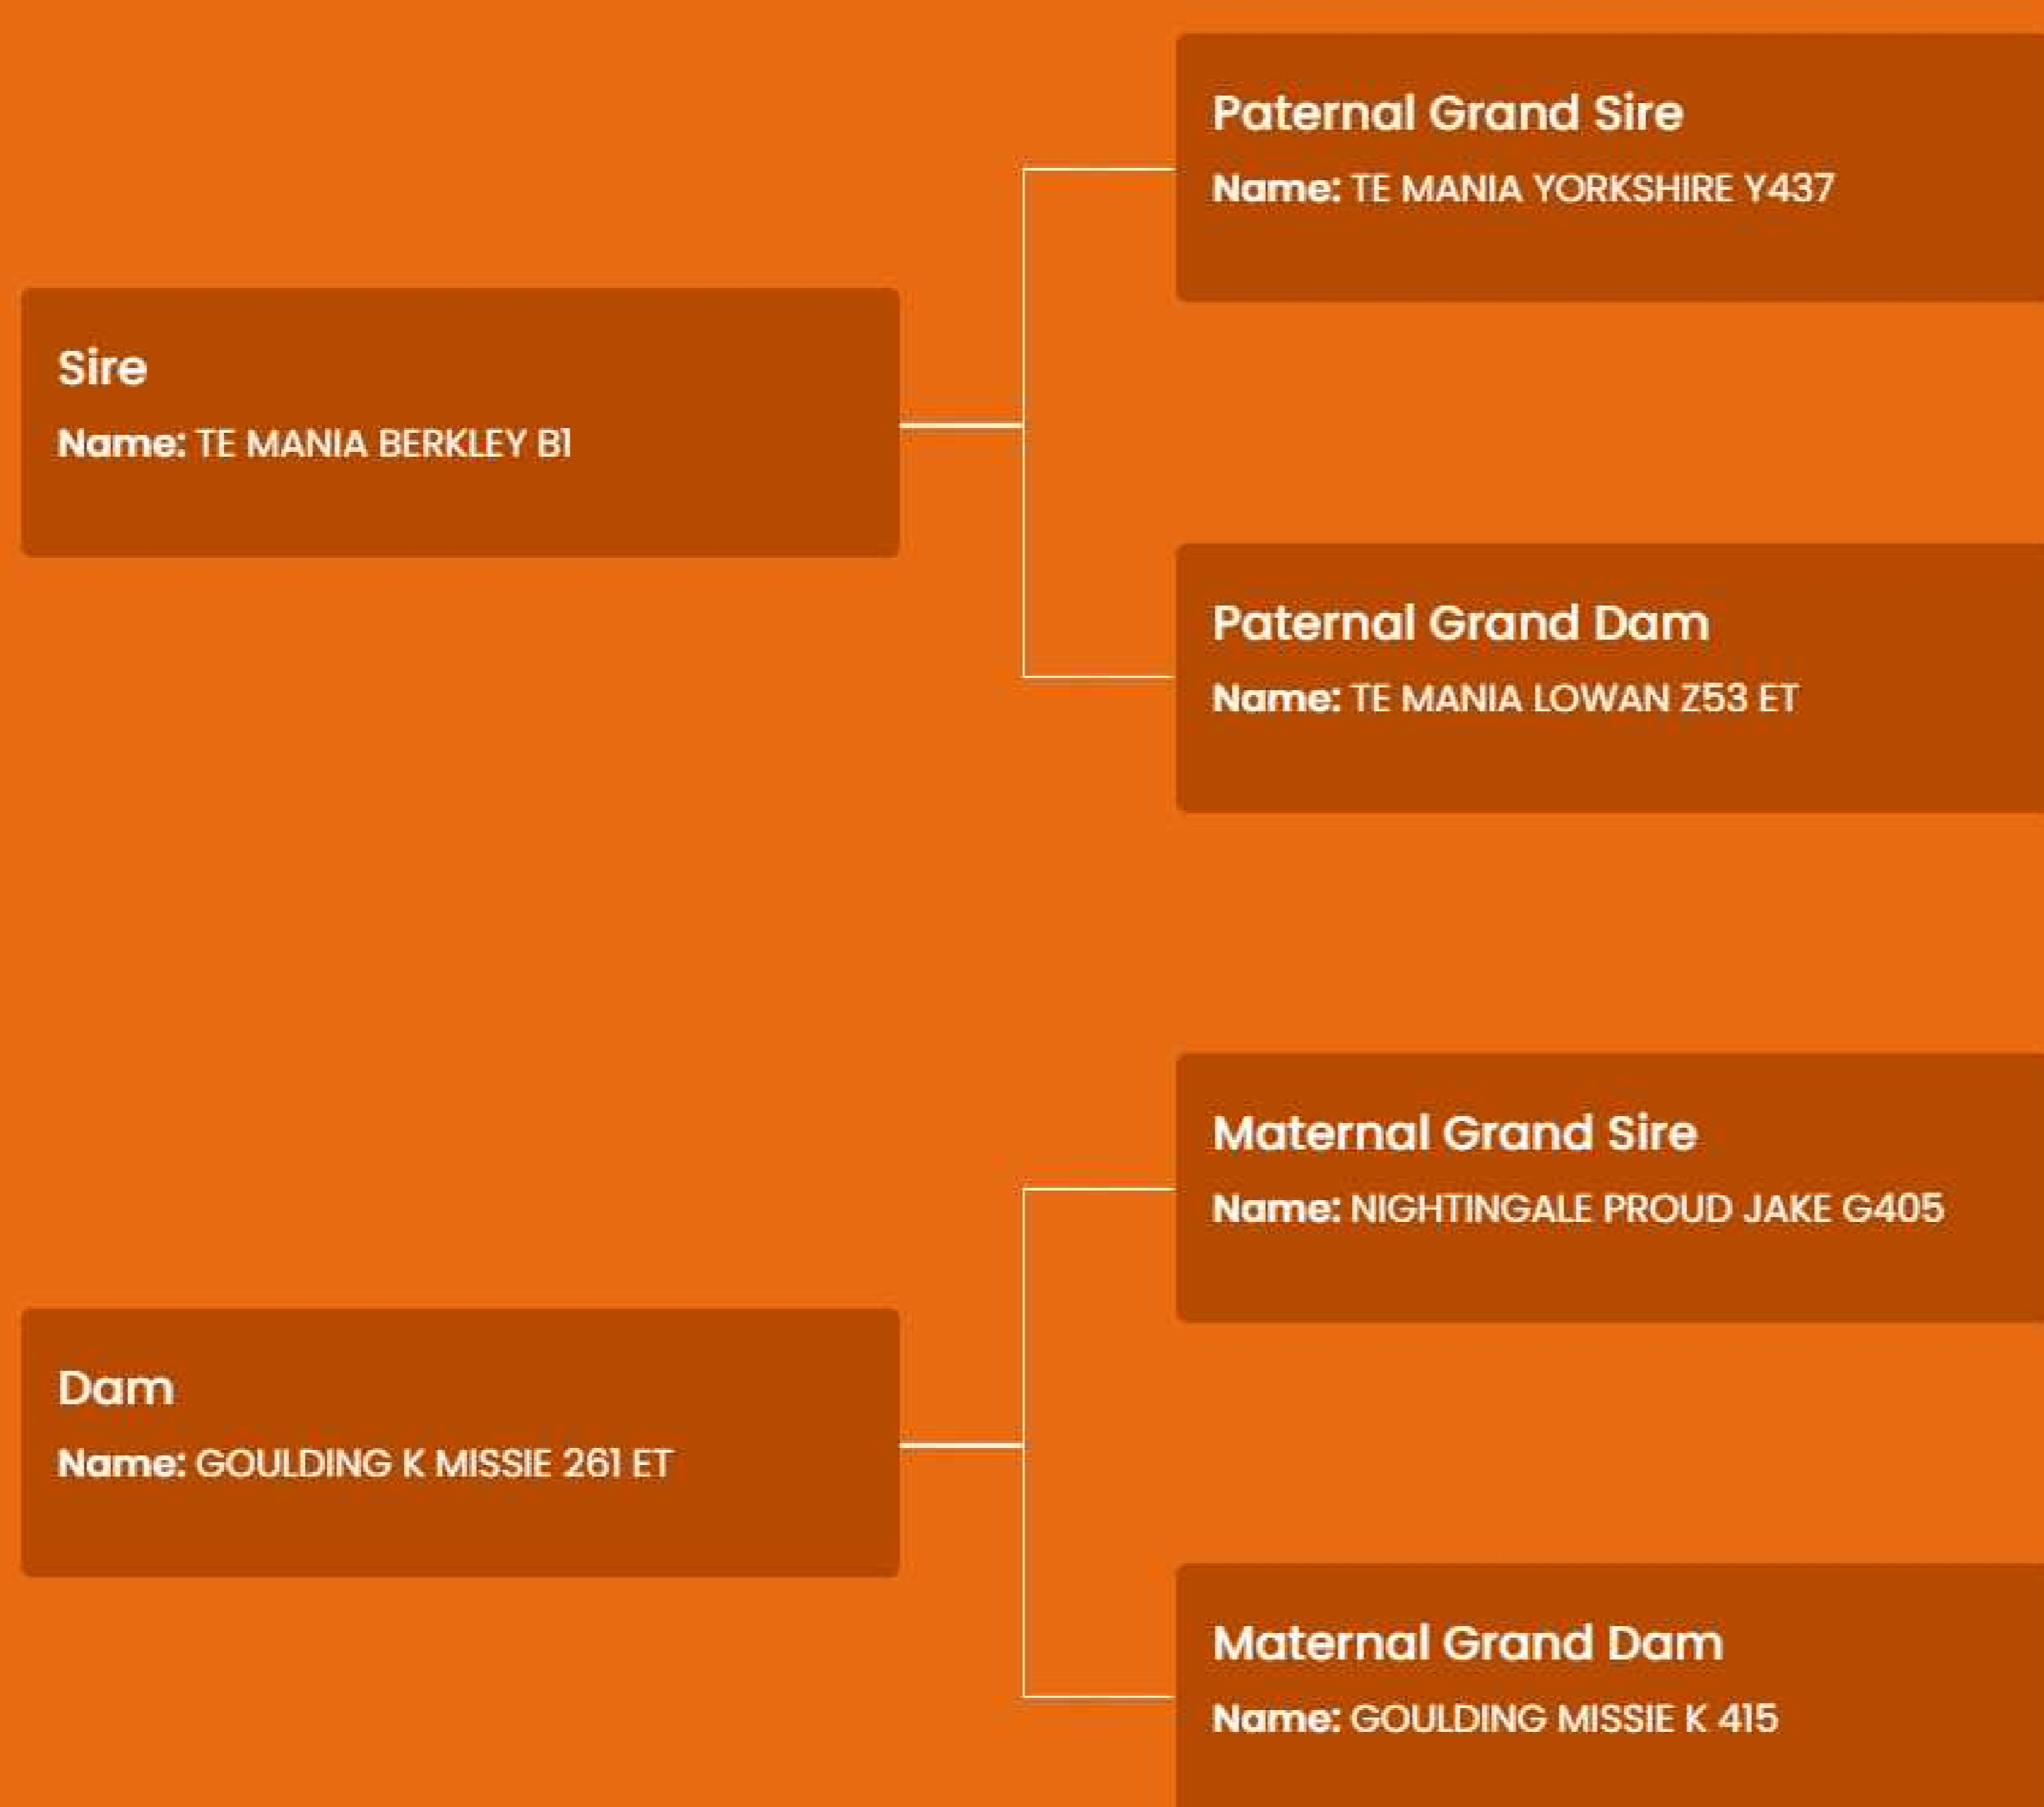 Paternal Grand Sire
Name: TE MANIA YORKSHIRE Y437
Sire
Name: TE MANIA BERKLEY B1
Paternal Grand Dam
Name: TE MANIA LOWAN Z53 ET
Maternal Grand Sire
Name: NIGHTINGALE PROUD JAKE G405
Dam
Name: GOULDING K MISSIE 261 ET
Maternal Grand Dam
Name: GOULDING MISSIE K 415